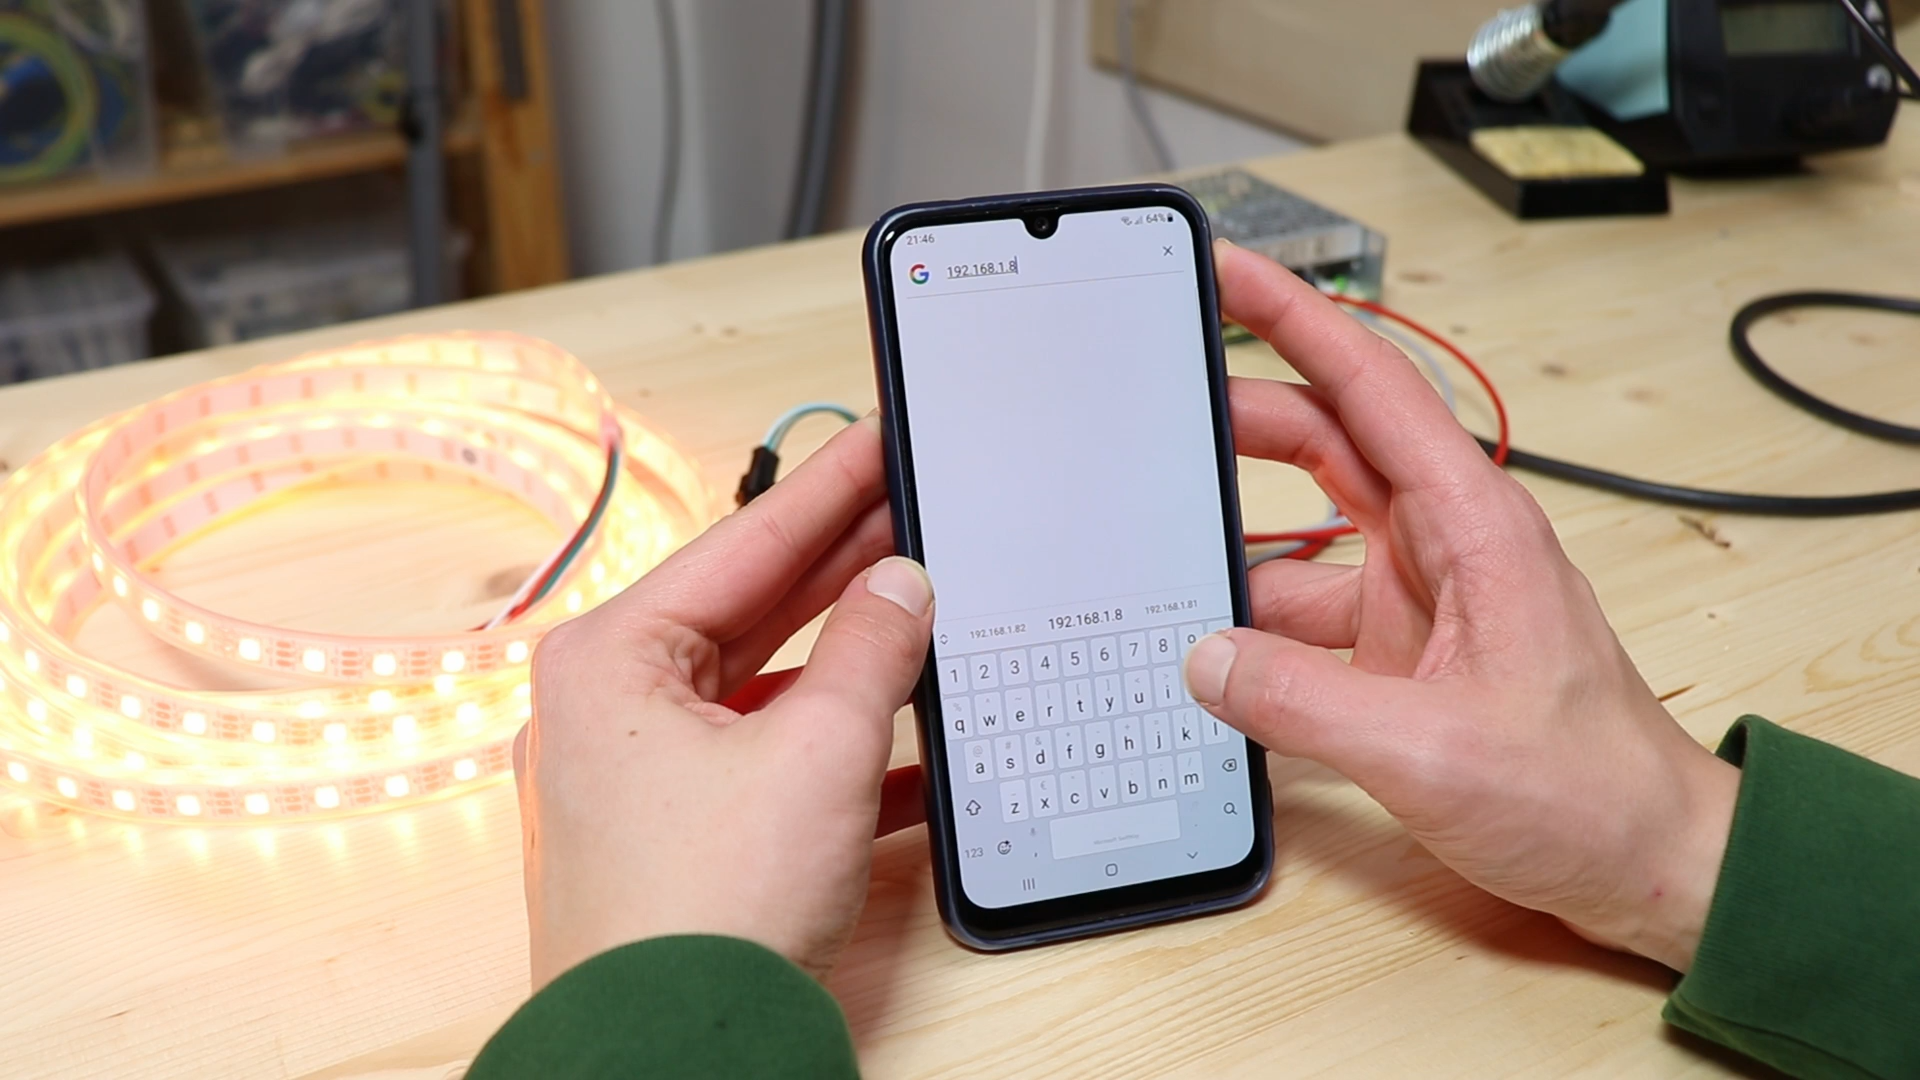 21:46 64%
G 192.168.1.8
192.168.1.82 192.168.1.8 192.168.1.81
1 2 3 4 5 6 7 8 9
q w e r t y u i
a s d f g h j k l
z x c v b n m
123 ,